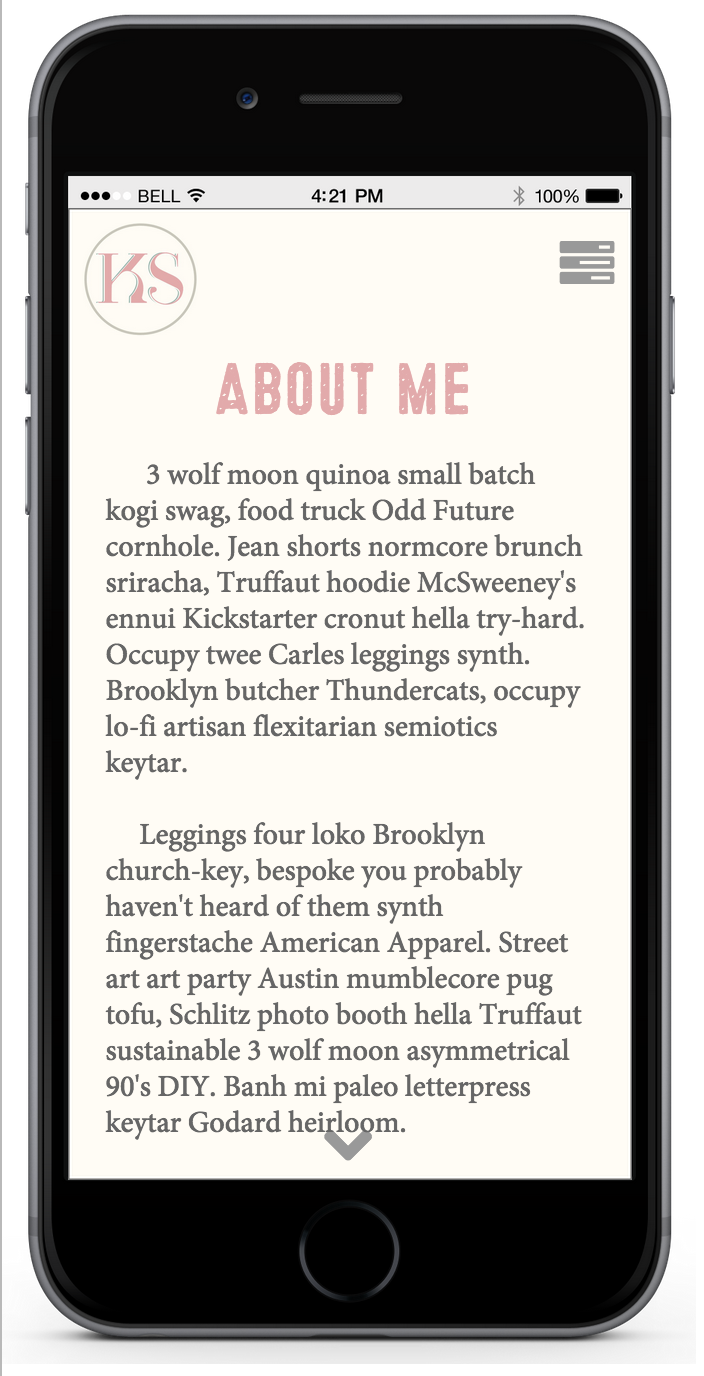 BELL 4:21 PM 100%
KS
ABOUT ME
3 wolf moon quinoa small batch
kogi swag, food truck Odd Future
cornhole. Jean shorts normcore brunch
sriracha, Truffaut hoodie McSweeney's
ennui Kickstarter cronut hella try-hard.
Occupy twee Carles leggings synth.
Brooklyn butcher Thundercats, occupy
lo-fi artisan flexitarian semiotics
keytar.
Leggings four loko Brooklyn
church-key, bespoke you probably
haven't heard of them synth
fingerstache American Apparel. Street
art art party Austin mumblecore pug
tofu, Schlitz photo booth hella Truffaut
sustainable 3 wolf moon asymmetrical
90's DIY. Banh mi paleo letterpress
keytar Godard heirloom.